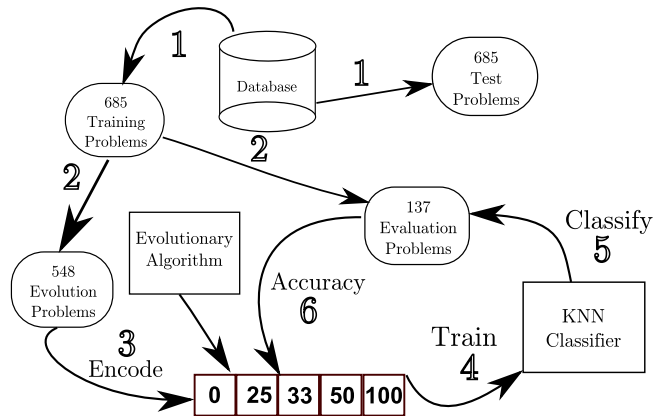 1
Database
1
685
Test
Problems
685
Training
Problems
2
2
137
Evaluation
Problems
Classify
5
Evolutionary
Algorithm
548
Evolution
Problems
Accuracy
6
KNN
Classifier
3
Encode
Train
4
0 25 33 50 100